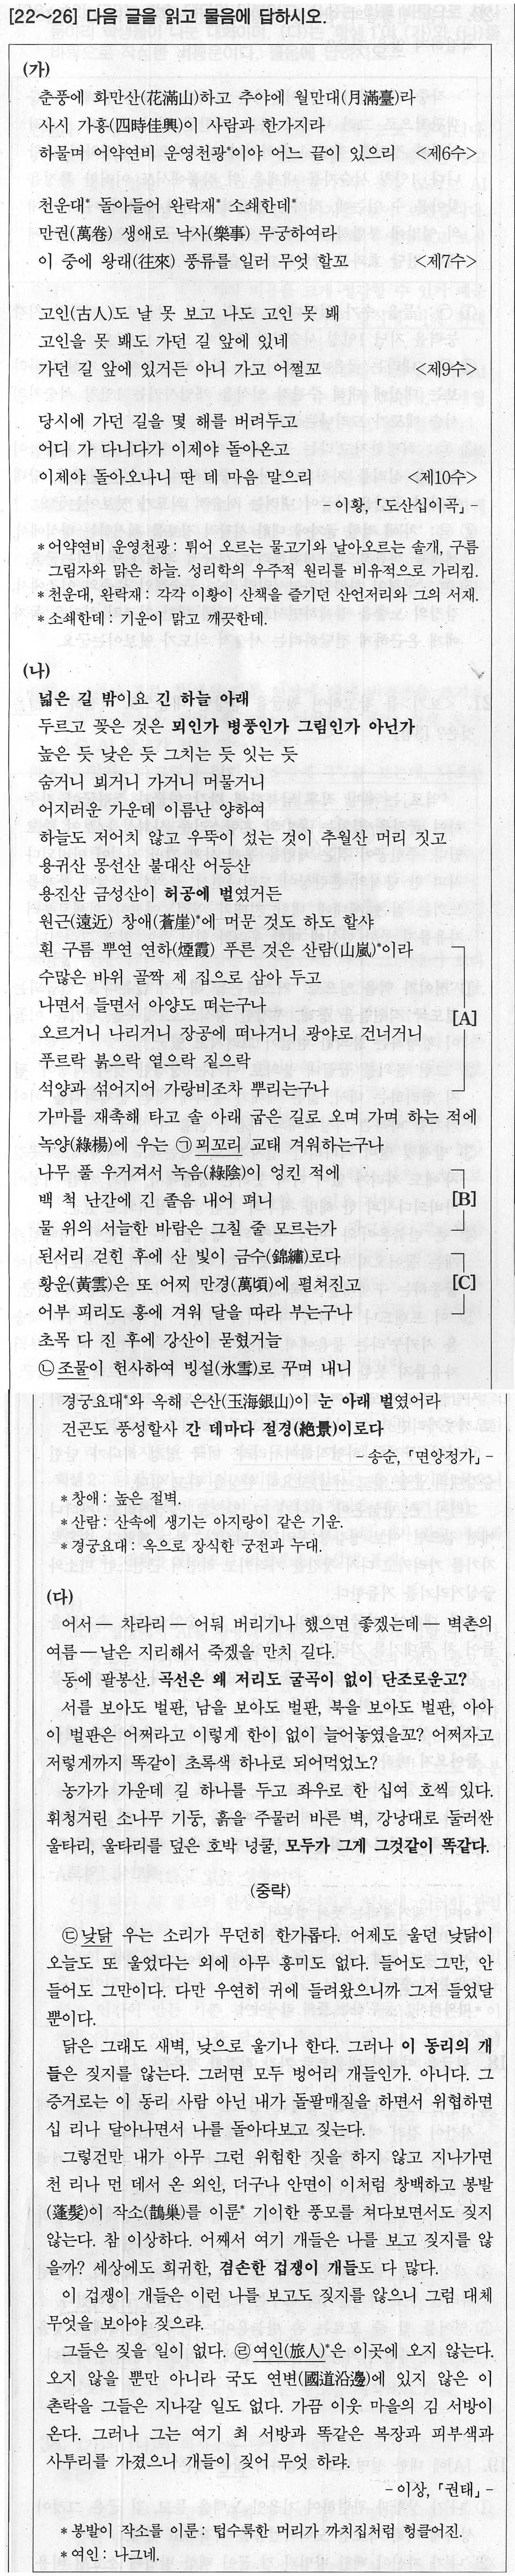 [22～26] 다음 글을 읽고 물음에 답하시오.
(가)
춘풍에 화만산(花滿山)하고 추야에 월만대(月滿臺)라
사시 가흥(四時佳興)이 사람과 한가지라
하물며 어약연비 운영천광*이야 어느 끝이 있으리 <제6수>
천운대* 돌아들어 완락재* 소쇄한데*
만권(萬卷) 생애로 낙사(樂事) 무궁하여라
이 중에 왕래(往來) 풍류를 일러 무엇 할꼬 <제7수>
고인(古人)도 날 못 보고 나도 고인 못 봬
고인을 못 봬도 가던 길 앞에 있네
가던 길 앞에 있거든 아니 가고 어쩔꼬 <제9수>
당시에 가던 길을 몇 해를 버려두고
어디 가 다니다가 이제야 돌아온고
이제야 돌아오나니 딴 데 마음 말으리 <제10수>
- 이황, 「도산십이곡」 -
*어약연비 운영천광: 튀어 오르는 물고기와 날아오르는 솔개, 구름
그림자와 맑은 하늘. 성리학의 우주적 원리를 비유적으로 가리킴.
*천운대, 완락재: 각각 이황이 산책을 즐기던 산언저리와 그의 서재.
*소쇄한데: 기운이 맑고 깨끗한데.
(나)
넓은 길 밖이요 긴 하늘 아래
두르고 꽂은 것은 뫼인가 병풍인가 그림인가 아닌가
높은 듯 낮은 듯 그치는 듯 잇는 듯
숨거니 뵈거니 가거니 머물거니
어지러운 가운데 이름난 양하여
하늘도 저어치 않고 우뚝이 섰는 것이 추월산 머리 짓고
용귀산 몽선산 불대산 어등산
용진산 금성산이 허공에 벌였거든
원근(遠近) 창애(蒼崖)*에 머문 것도 하도 할샤
흰 구름 뿌연 연하(煙霞) 푸른 것은 산람(山嵐)*이라
수많은 바위 골짝 제 집으로 삼아 두고
나면서 들면서 아양도 떠는구나
[A]
오르거니 나리거니 장공에 떠나거니 광야로 건너거니
푸르락 붉으락 옅으락 짙으락
석양과 섞어지어 가랑비조차 뿌리는구나
가마를 재촉해 타고 솔 아래 굽은 길로 오며 가며 하는 적에
녹양(綠楊)에 우는 ㉠ 꾀꼬리 교태 겨워하는구나
나무 풀 우거져서 녹음(綠陰)이 엉킨 적에
백 척 난간에 긴 졸음 내어 펴니 [B]
물 위의 서늘한 바람은 그칠 줄 모르는가
된서리 걷힌 후에 산 빛이 금수(錦繡)로다
황운(黃雲)은 또 어찌 만경(萬頃)에 펼쳐진고 [C]
어부 피리도 흥에 겨워 달을 따라 부는구나
초목 다 진 후에 강산이 묻혔거늘
㉡ 조물이 헌사하여 빙설(氷雪)로 꾸며 내니
경궁요대*와 옥해 은산(玉海銀山)이 눈 아래 벌였어라
건곤도 풍성할사 간 데마다 절경(絶景)이로다
- 송순, 「면앙정가」 -
*창애: 높은 절벽.
*산람: 산속에 생기는 아지랑이 같은 기운.
*경궁요대: 옥으로 장식한 궁전과 누대.
(다)
어서― 차라리― 어둬 버리기나 했으면 좋겠는데― 벽촌의
여름―날은 지리해서 죽겠을 만치 길다.
동에 팔봉산. 곡선은 왜 저리도 굴곡이 없이 단조로운고?
서를 보아도 벌판, 남을 보아도 벌판, 북을 보아도 벌판, 아아
이 벌판은 어쩌라고 이렇게 한이 없이 늘어놓였을꼬? 어쩌자고
저렇게까지 똑같이 초록색 하나로 되어먹었노?
농가가 가운데 길 하나를 두고 좌우로 한 십여 호씩 있다.
휘청거린 소나무 기둥, 흙을 주물러 바른 벽, 강낭대로 둘러싼
울타리, 울타리를 덮은 호박 넝쿨, 모두가 그게 그것같이 똑같다.
(중략)
㉢ 낮닭 우는 소리가 무던히 한가롭다. 어제도 울던 낮닭이
오늘도 또 울었다는 외에 아무 흥미도 없다. 들어도 그만, 안
들어도 그만이다. 다만 우연히 귀에 들려왔으니까 그저 들었달
뿐이다.
닭은 그래도 새벽, 낮으로 울기나 한다. 그러나 이 동리의 개
들은 짖지를 않는다. 그러면 모두 벙어리 개들인가. 아니다. 그
증거로는 이 동리 사람 아닌 내가 돌팔매질을 하면서 위협하면
십 리나 달아나면서 나를 돌아다보고 짖는다.
그렇건만 내가 아무 그런 위험한 짓을 하지 않고 지나가면
천 리나 먼 데서 온 외인, 더구나 안면이 이처럼 창백하고 봉발
(蓬髮)이 작소(鵲巢)를 이룬* 기이한 풍모를 쳐다보면서도 짖지
않는다. 참 이상하다. 어째서 여기 개들은 나를 보고 짖지를 않
을까? 세상에도 희귀한, 겸손한 겁쟁이 개들도 다 많다.
이 겁쟁이 개들은 이런 나를 보고도 짖지를 않으니 그럼 대체
무엇을 보아야 짖으랴.
그들은 짖을 일이 없다. ㉣ 여인(旅人)*은 이곳에 오지 않는다.
오지 않을 뿐만 아니라 국도 연변(國道沿邊)에 있지 않은 이
촌락을 그들은 지나갈 일도 없다. 가끔 이웃 마을의 김 서방이
온다. 그러나 그는 여기 최 서방과 똑같은 복장과 피부색과
사투리를 가졌으니 개들이 짖어 무엇 하랴.
- 이상, 「권태」 -
*봉발이 작소를 이룬: 텁수룩한 머리가 까치집처럼 헝클어진.
*여인: 나그네.